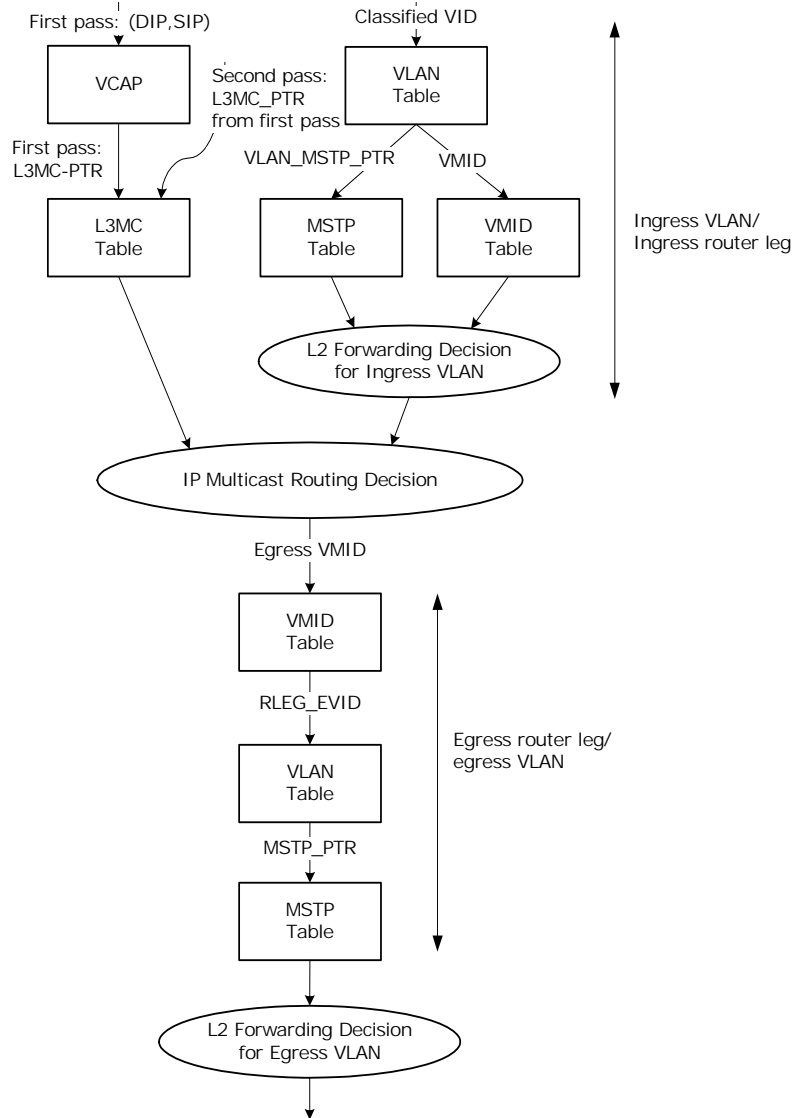 First pass: (DIP,SIP)
Classified VID
VCAP
Second pass:
L3MC_PTR
from first pass
VLAN
Table
First pass:
L3MC-PTR
VLAN_MSTP_PTR
VMID
L3MC
Table
MSTP
Table
VMID
Table
Ingress VLAN/
Ingress router leg
L2 Forwarding Decision
for Ingress VLAN
IP Multicast Routing Decision
Egress VMID
VMID
Table
RLEG_EVID
Egress router leg/
egress VLAN
VLAN
Table
MSTP_PTR
MSTP
Table
L2 Forwarding Decision
for Egress VLAN